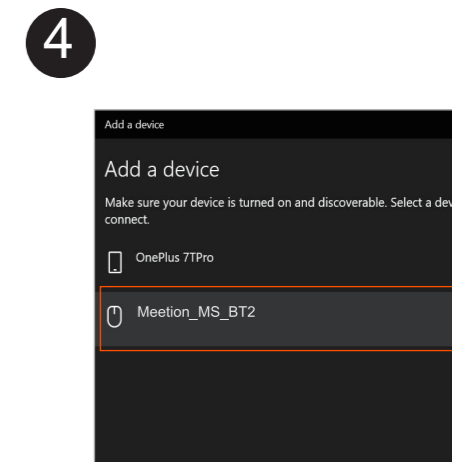 4
Add a device
Add a device
Make sure your device is turned on and discoverable. Select a dev
connect.
OnePlus 7TPro
Meetion_MS_BT2